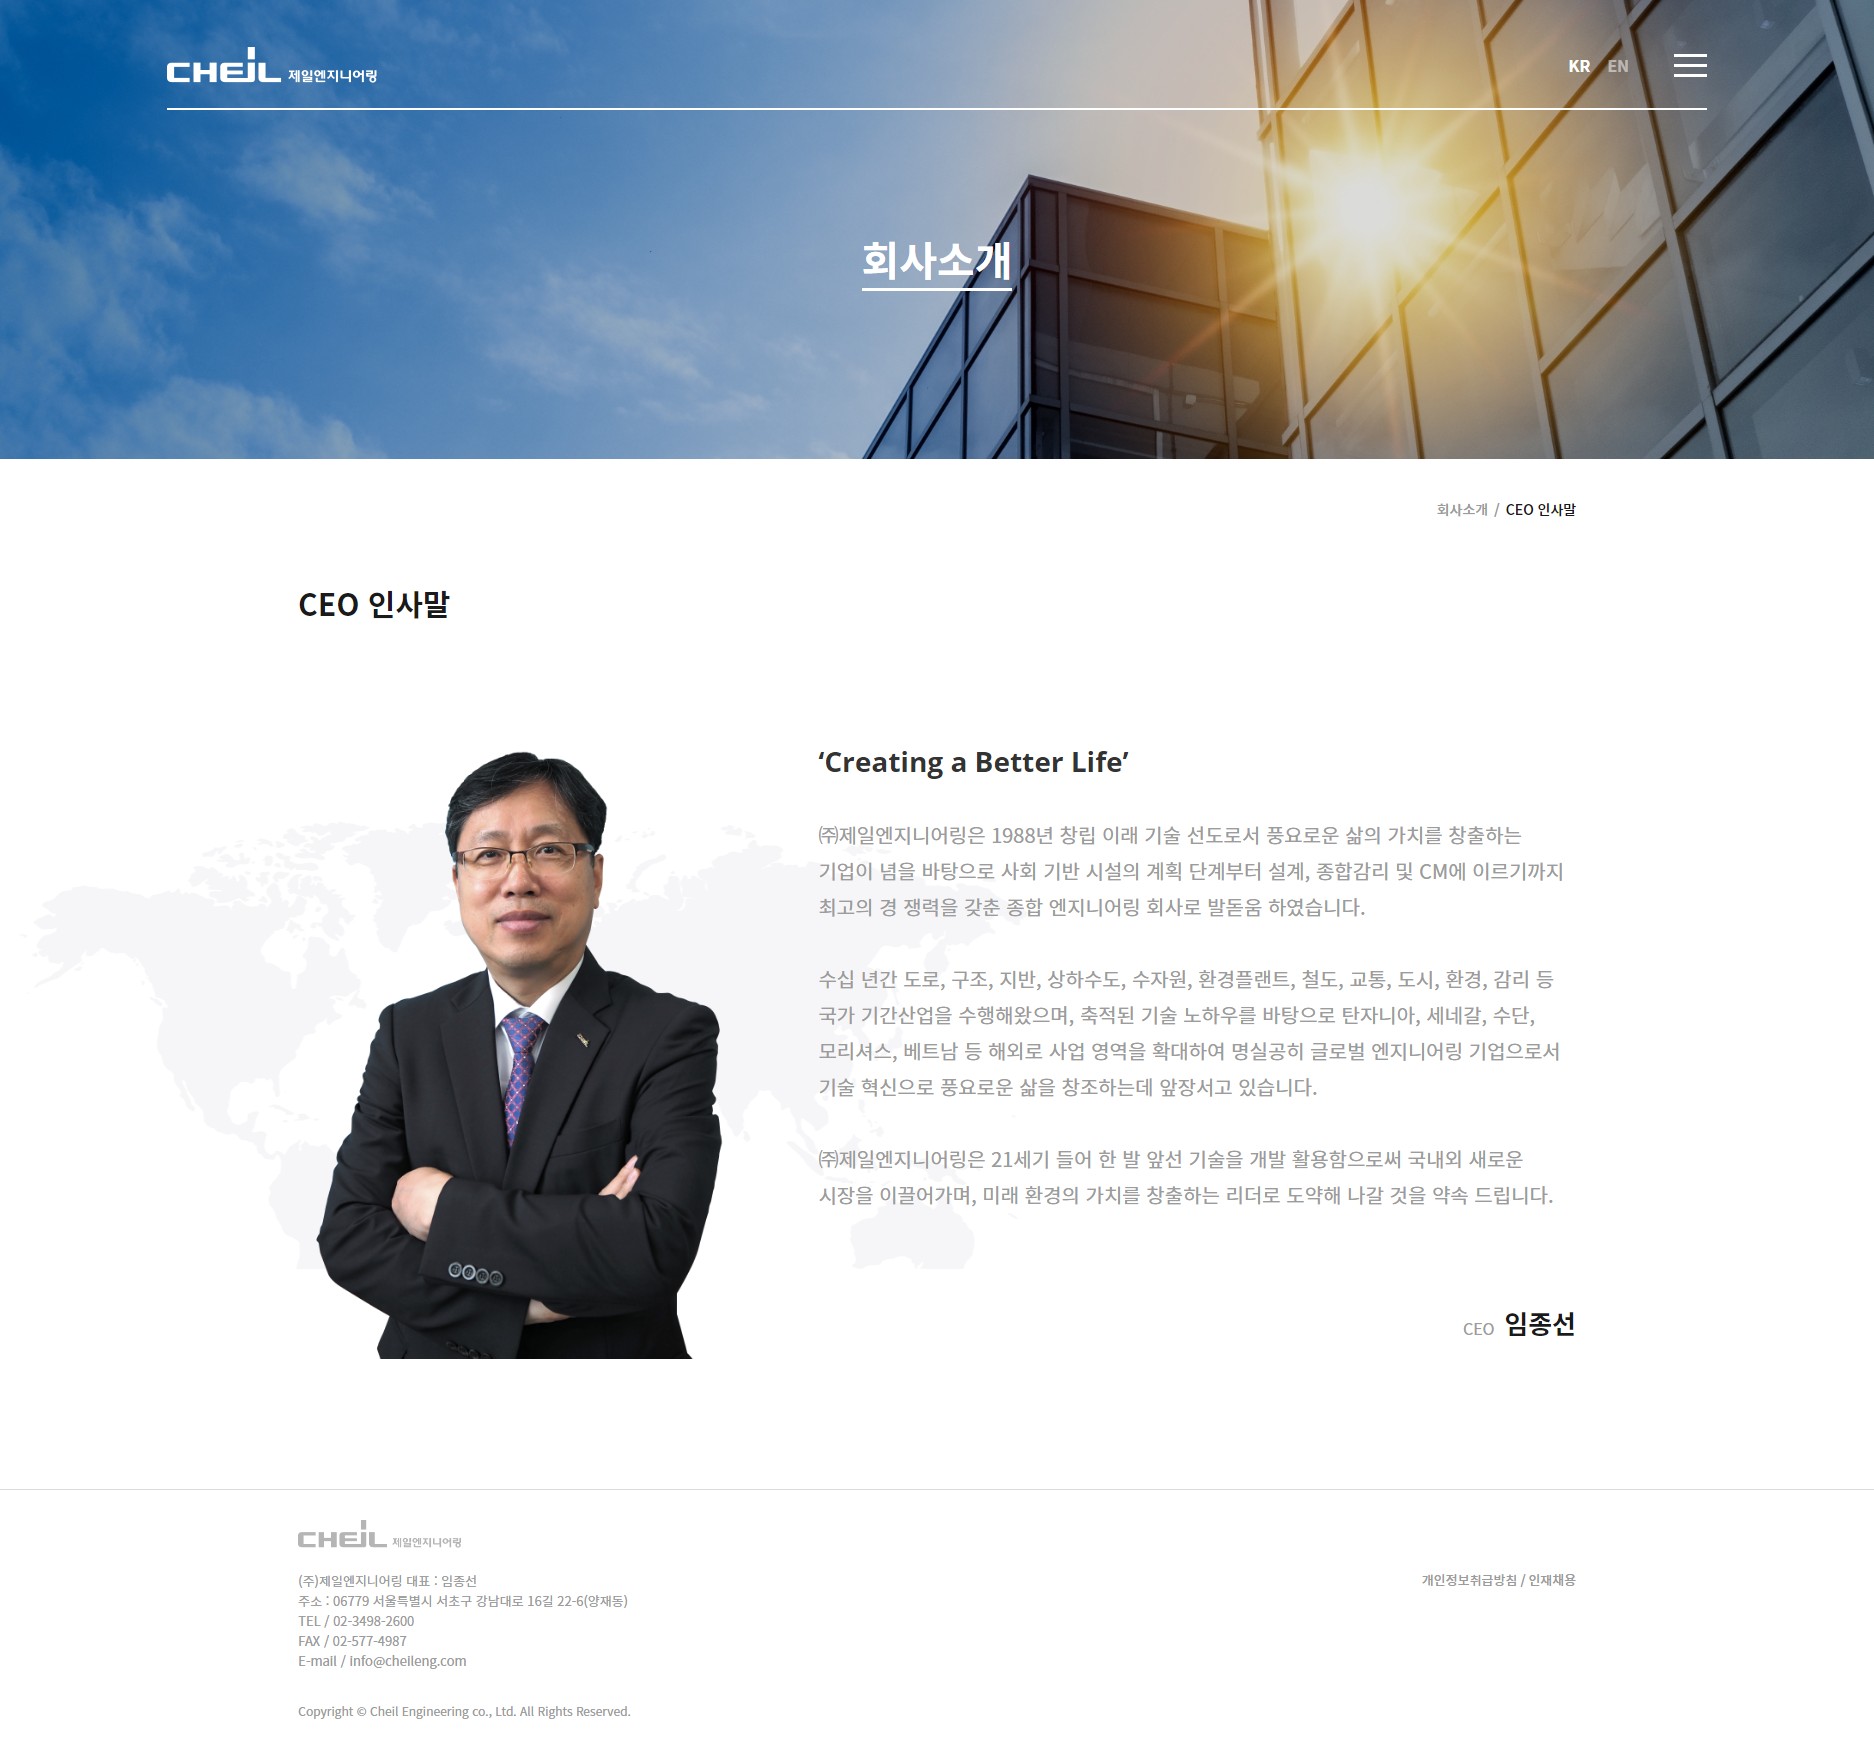 CHEIL 제일엔지니어링
KR EN
회사소개
회사소개 / CEO 인사말
CEO 인사말
‘Creating a Better Life’
㈜제일엔지니어링은 1988년 창립 이래 기술 선도로서 풍요로운 삶의 가치를 창출하는
기업이 념을 바탕으로 사회 기반 시설의 계획 단계부터 설계, 종합감리 및 CM에 이르기까지
최고의 경 쟁력을 갖춘 종합 엔지니어링 회사로 발돋움 하였습니다.
수십 년간 도로, 구조, 지반, 상하수도, 수자원, 환경플랜트, 철도, 교통, 도시, 환경, 감리 등
국가 기간산업을 수행해왔으며, 축적된 기술 노하우를 바탕으로 탄자니아, 세네갈, 수단,
모리셔스, 베트남 등 해외로 사업 영역을 확대하여 명실공히 글로벌 엔지니어링 기업으로서
기술 혁신으로 풍요로운 삶을 창조하는데 앞장서고 있습니다.
㈜제일엔지니어링은 21세기 들어 한 발 앞선 기술을 개발 활용함으로써 국내외 새로운
시장을 이끌어가며, 미래 환경의 가치를 창출하는 리더로 도약해 나갈 것을 약속 드립니다.
CEO 임종선
CHEIL 제일엔지니어링
(주)제일엔지니어링 대표 : 임종선
주소 : 06779 서울특별시 서초구 강남대로 16길 22-6(양재동)
TEL / 02-3498-2600
FAX / 02-577-4987
E-mail / info@cheileng.com
개인정보취급방침 / 인재채용
Copyright © Cheil Engineering co., Ltd. All Rights Reserved.